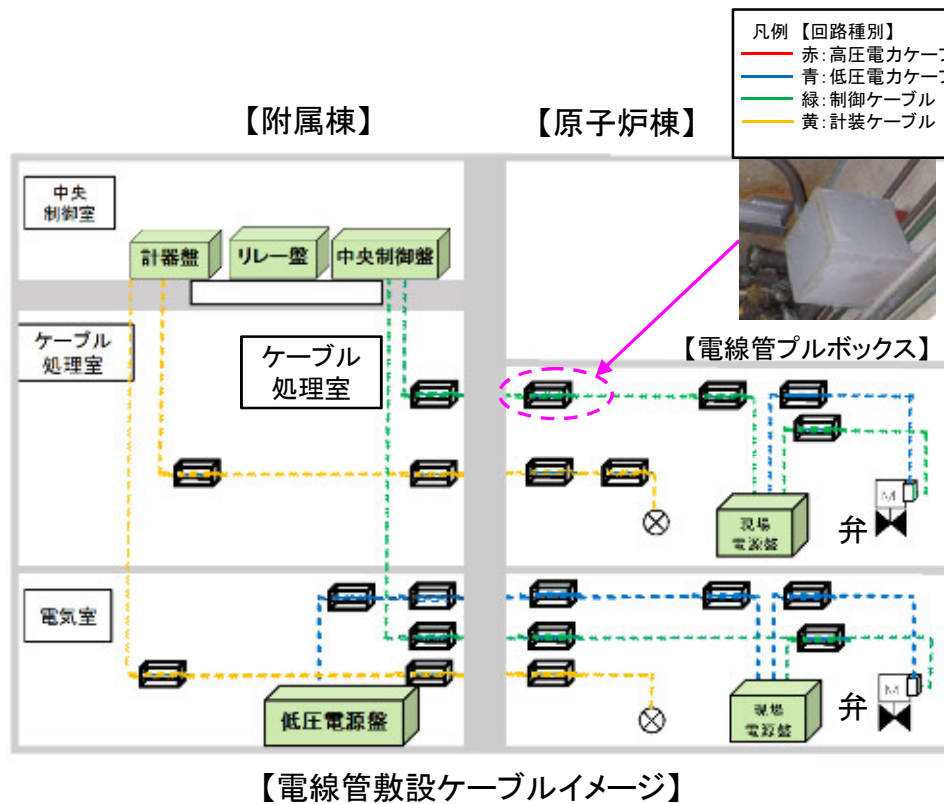 凡例 【回路種別】
赤:高圧電力ケーブ
青:低圧電力ケーブ
緑:制御ケーブル
黄:計装ケーブル
【附属棟】
【原子炉棟】
中央
制御室
計器盤
リレー盤
中央制御盤
【電線管プルボックス】
ケーブル
処理室
ケーブル
処理室
現場
電源盤
M
弁
電気室
低圧電源盤
現場
電源盤
M
弁
【電線管敷設ケーブルイメージ】